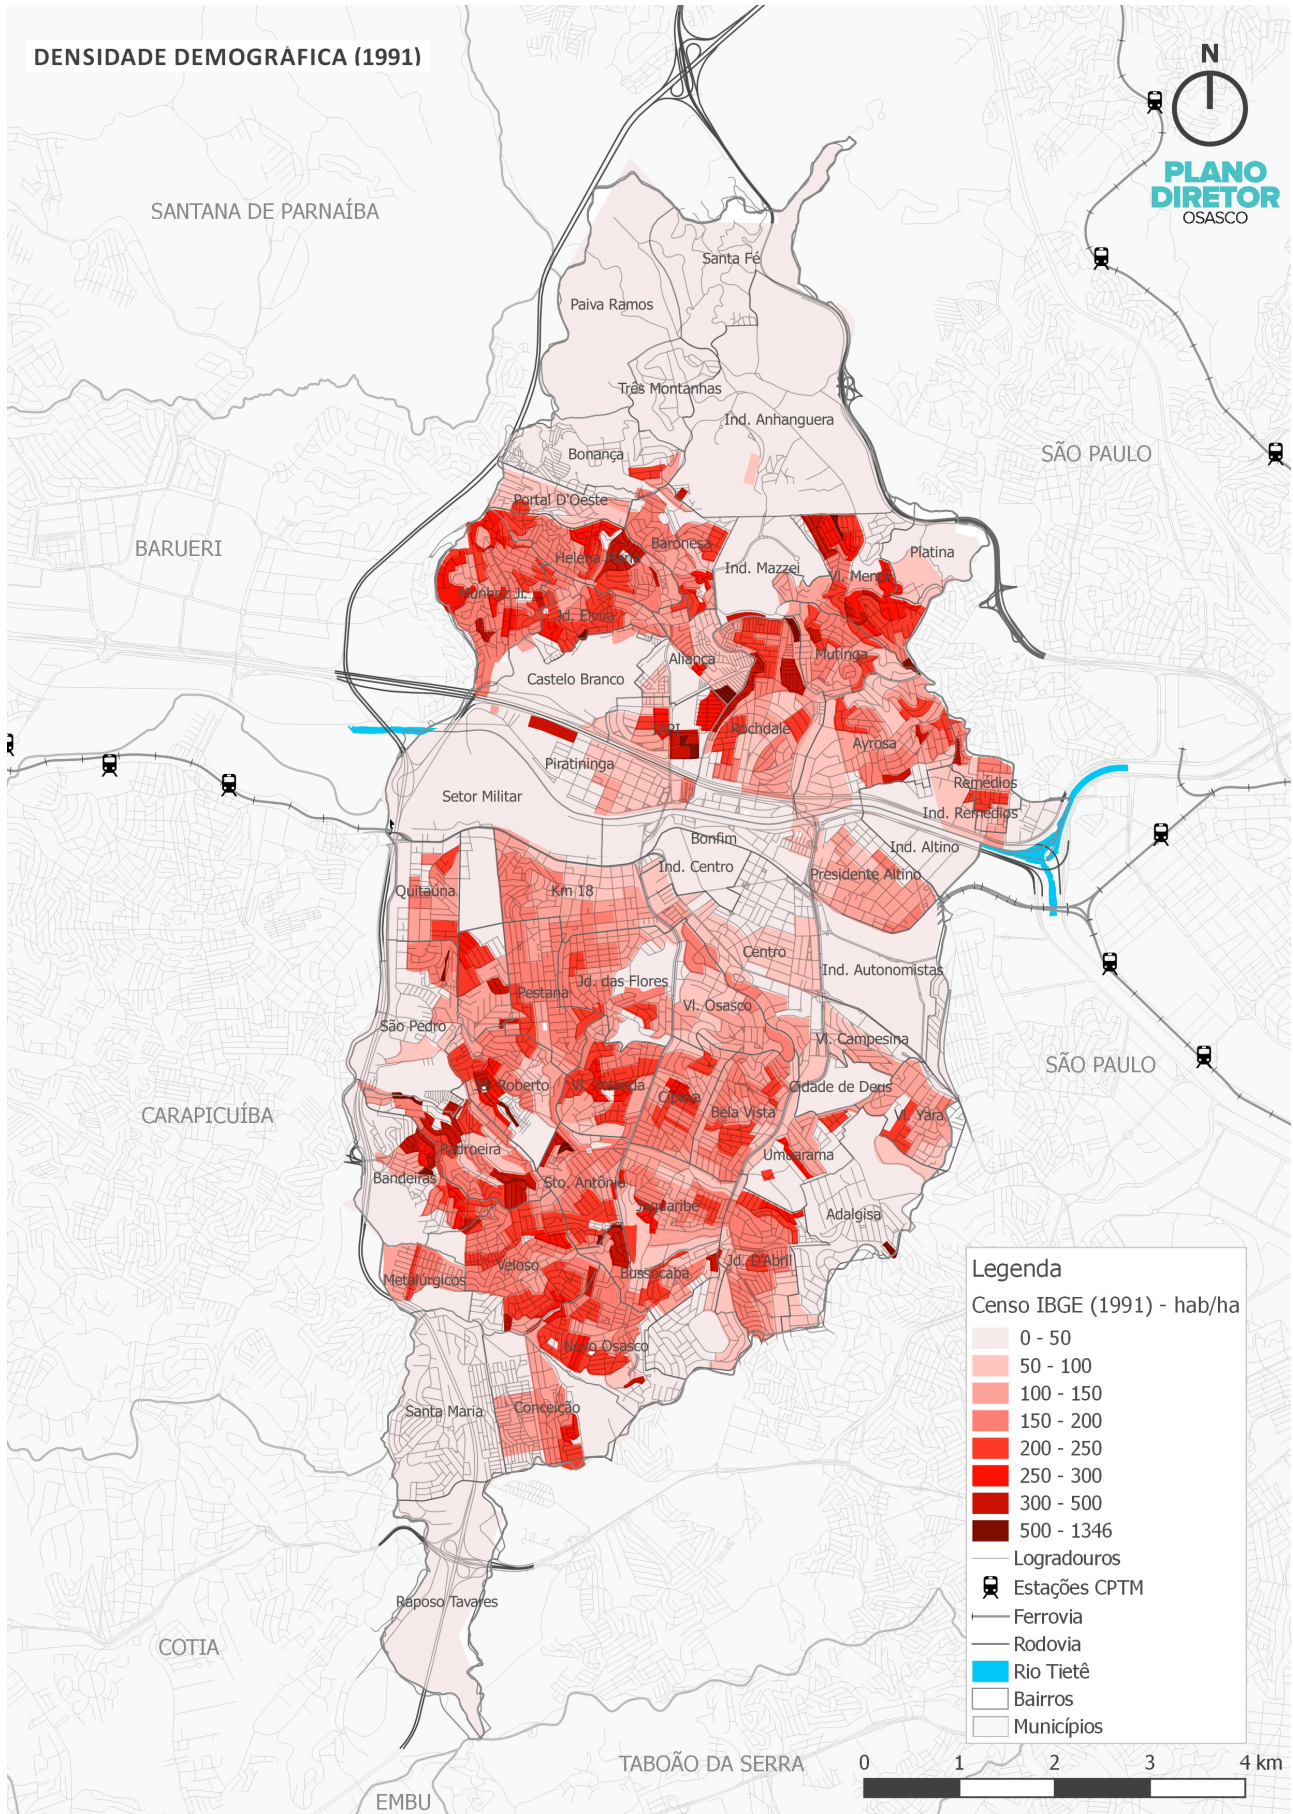 DENSIDADE DEMOGRÁFICA (1991)
N
PLANO
DIRETOR
OSASCO
SANTANA DE PARNAÍBA
Santa Fé
Paiva Ramos
Três Montanhas
Ind. Anhanguera
SÃO PAULO
Bonança
Portal D'Oeste
BARUERI
Baronesa
Helena Maria
Platina
Ind. Mazzei
Vl. Menck
Munhoz Jr.
Jd. Elvira
Mutinga
Aliança
Castelo Branco
IAPI
Rochdale
Ayrosa
Piratininga
Remédios
Setor Militar
Ind. Remédios
Bonfim
Ind. Altino
Ind. Centro
Presidente Altino
Quitaúna
Km 18
Centro
Ind. Autonomistas
Jd. das Flores
Pestana
Vl. Osasco
São Pedro
Vl. Campesina
SÃO PAULO
Jd. Roberto
Vl. Yolanda
Cidade de Deus
Cipava
CARAPICUÍBA
Bela Vista
Vl. Yara
Padroeira
Umuarama
Bandeiras
Sto. Antônio
Jaguaribe
Adalgisa
Jd. D'Abril
Veloso
Bussocaba
Metalúrgicos
Novo Osasco
Santa Maria
Conceição
Raposo Tavares
COTIA
TABOÃO DA SERRA
EMBU
Legenda
Censo IBGE (1991) - hab/ha
0 - 50
50 - 100
100 - 150
150 - 200
200 - 250
250 - 300
300 - 500
500 - 1346
Logradouros
Estações CPTM
Ferrovia
Rodovia
Rio Tietê
Bairros
Municípios
0 1 2 3 4 km